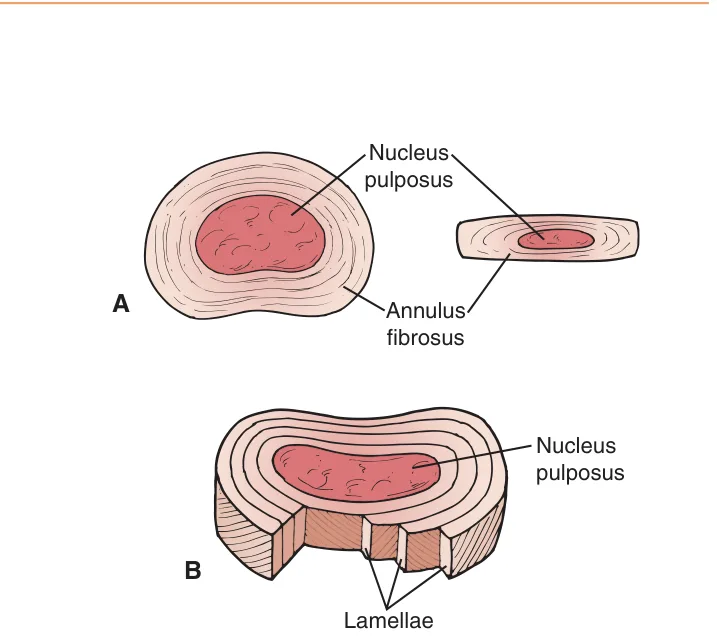 Nucleus
pulposus
A
Annulus
fibrosus
Nucleus
pulposus
B
Lamellae